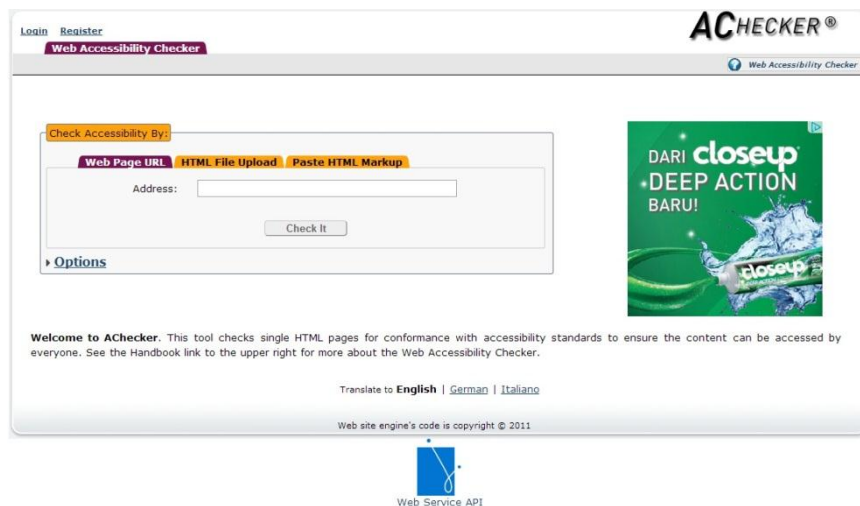 Login Register
ACHECKER ®
Web Accessibility Checker
Web Accessibility Checker
Check Accessibility By:
Web Page URL HTML File Upload Paste HTML Markup
Address:
Check It
Options
DARI closeup
DEEP ACTION
BARU!
closeup
Welcome to AChecker. This tool checks single HTML pages for conformance with accessibility standards to ensure the content can be accessed by
everyone. See the Handbook link to the upper right for more about the Web Accessibility Checker.
Translate to English | German | Italiano
Web site engine's code is copyright © 2011
Web Service API